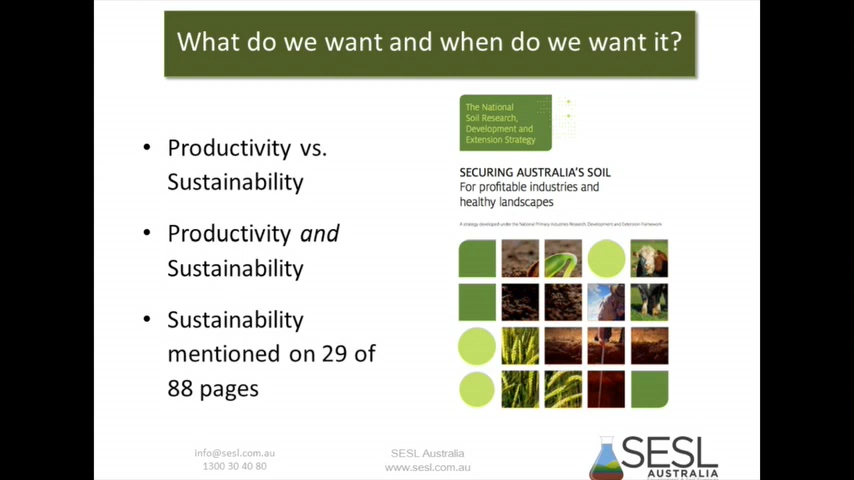 What do we want and when do we want it?
• Productivity vs.
Sustainability
• Productivity and
Sustainability
• Sustainability
mentioned on 29 of
88 pages
The National
Soil Research,
Development and
Extension Strategy
SECURING AUSTRALIA'S SOIL
For profitable industries and
healthy landscapes
A strategy developed under the National Primary Industries Research, Development and Extension Framework
info@sesl.com.au
1300 30 40 80
SESL Australia
www.sesl.com.au
SESL
AUSTRALIA